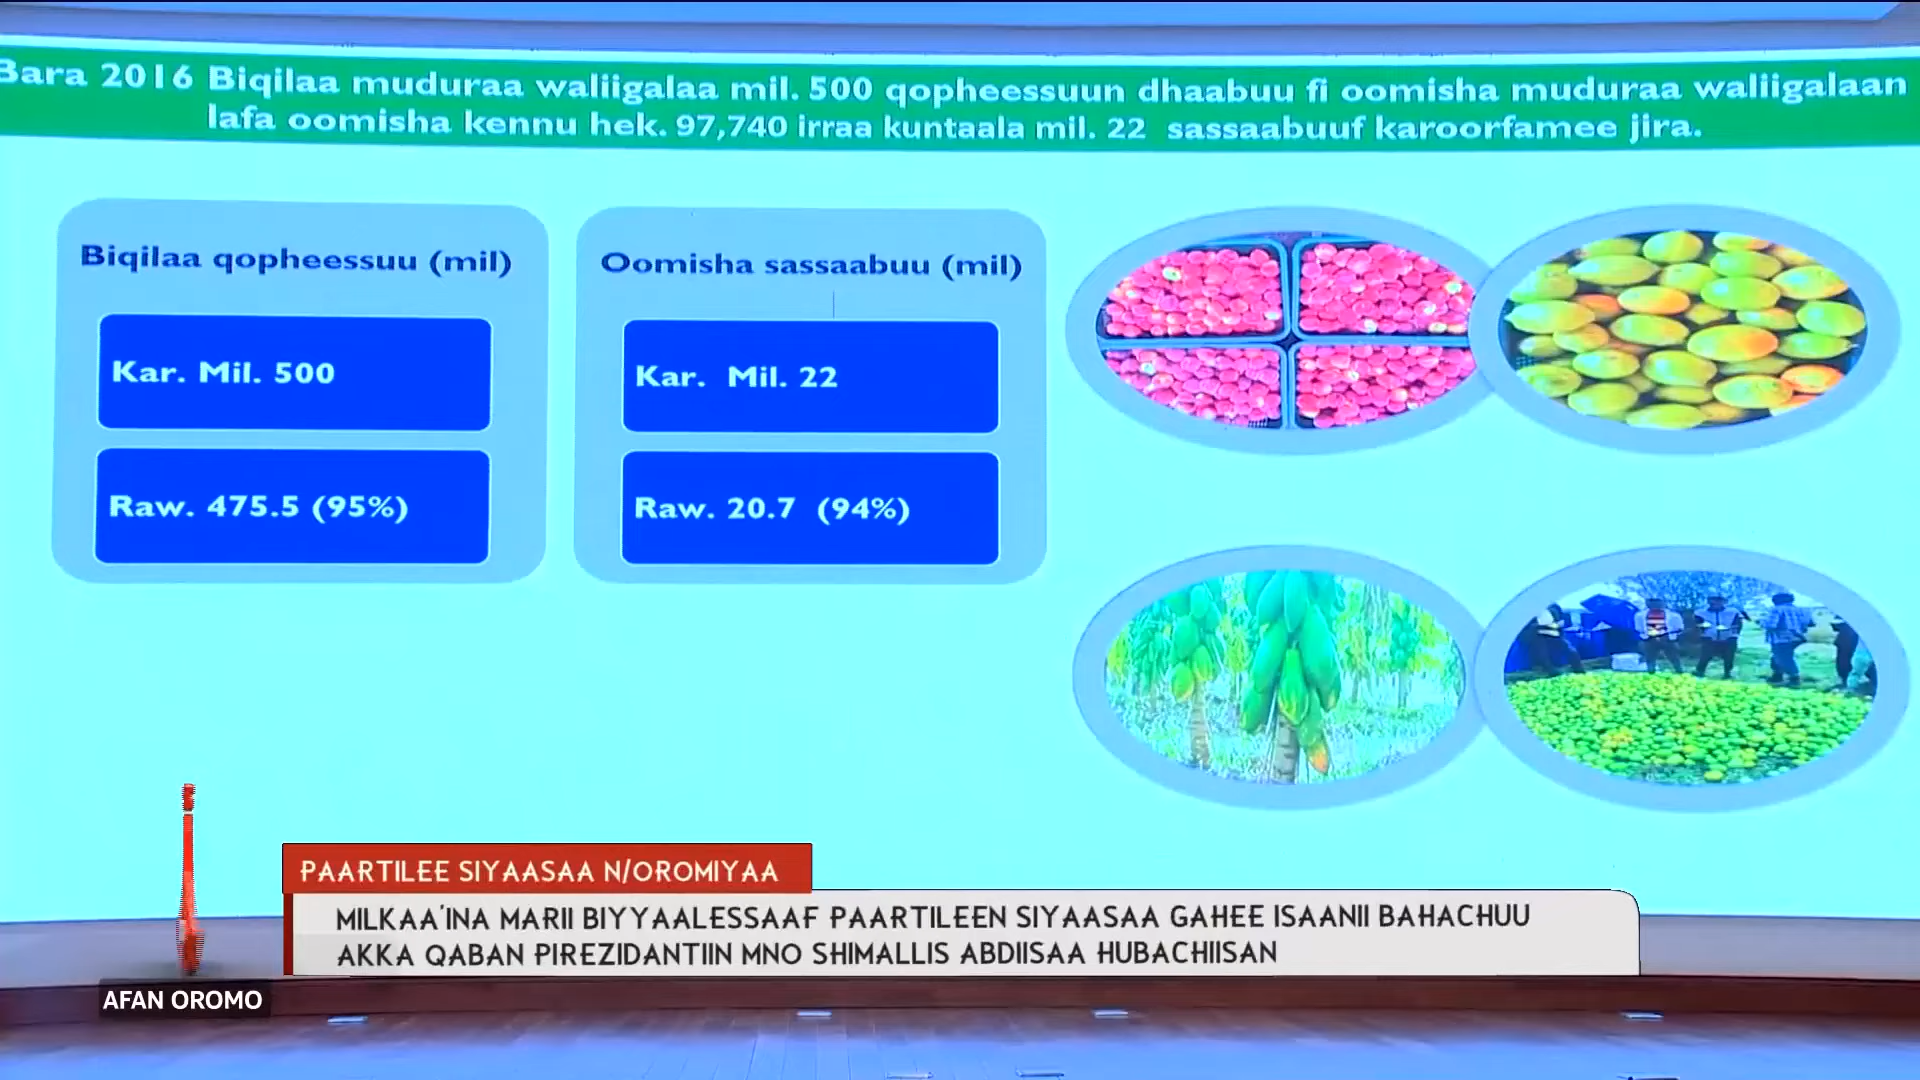 Bara 2016 Biqilaa muduraa waliigalaa mil. 500 qopheessuun dhaabuu fi oomisha muduraa waliigalaan
lafa oomisha kennu hek. 97,740 irraa kuntaala mil. 22 sassaabuuf karoorfamee jira.
Biqilaa qopheessuu (mil)
Kar. Mil. 500
Raw. 475.5 (95%)
Oomisha sassaabuu (mil)
Kar. Mil. 22
Raw. 20.7 (94%)
PAARTILEE SIYAASAA N/OROMIYAA
MILKAA'INA MARII BIYYAALESSAAF PAARTILEEN SIYAASAA GAHEE ISAANII BAHACHUU
AKKA QABAN PIREZIDANTIIN MNO SHIMALLIS ABDIISAA HUBACHIISAN
AFAN OROMO